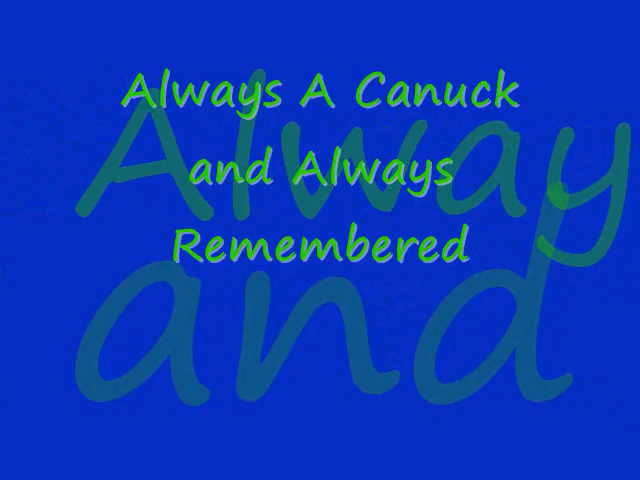 Always A Canuck
and Always
Remembered
Alway
and